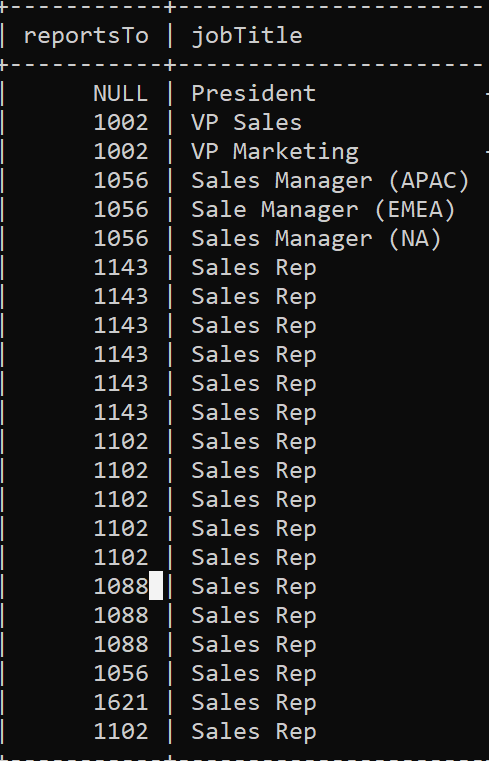 +-----------+----------------------
| reportsTo | jobTitle
+-----------+----------------------
| NULL | President
| 1002 | VP Sales
| 1002 | VP Marketing
| 1056 | Sales Manager (APAC)
| 1056 | Sale Manager (EMEA)
| 1056 | Sales Manager (NA)
| 1143 | Sales Rep
| 1143 | Sales Rep
| 1143 | Sales Rep
| 1143 | Sales Rep
| 1143 | Sales Rep
| 1143 | Sales Rep
| 1102 | Sales Rep
| 1102 | Sales Rep
| 1102 | Sales Rep
| 1102 | Sales Rep
| 1102 | Sales Rep
| 1088 | Sales Rep
| 1088 | Sales Rep
| 1088 | Sales Rep
| 1056 | Sales Rep
| 1621 | Sales Rep
| 1102 | Sales Rep
+-----------+----------------------